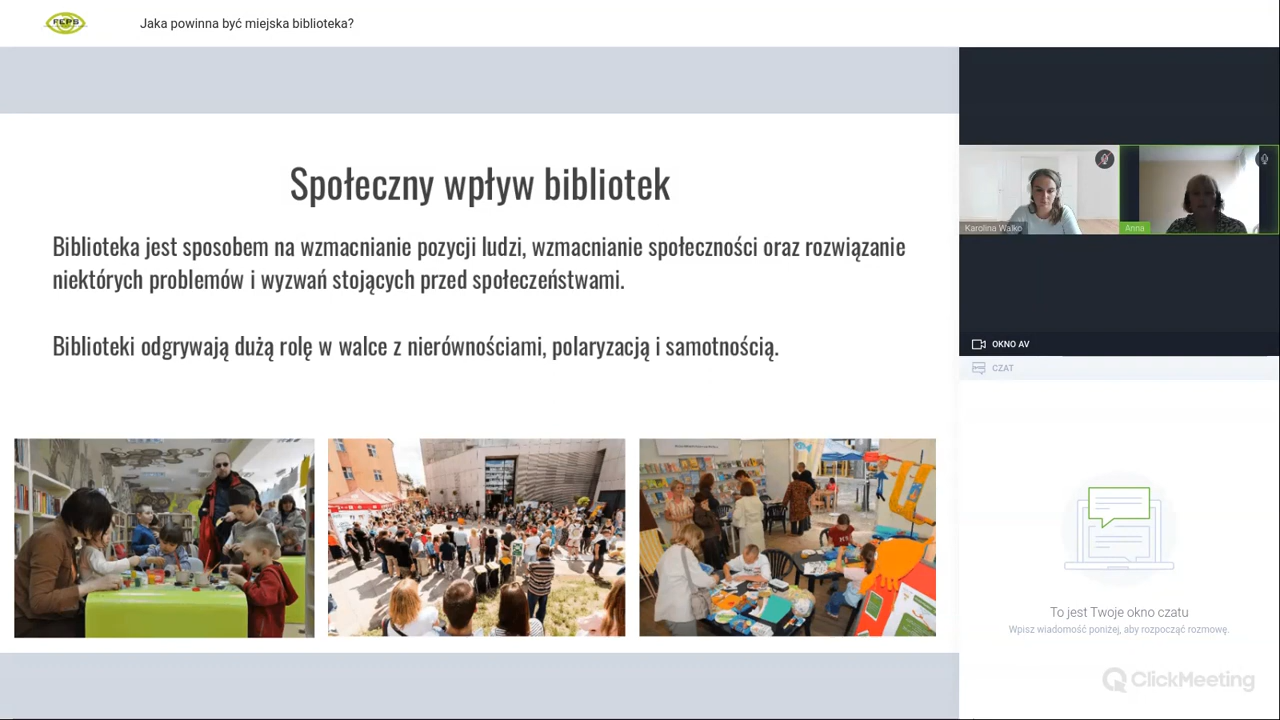 FEPS
Jaka powinna być miejska biblioteka?
Społeczny wpływ bibliotek
Biblioteka jest sposobem na wzmacnianie pozycji ludzi, wzmacnianie społeczności oraz rozwiązanie
niektórych problemów i wyzwań stojących przed społeczeństwami.
Biblioteki odgrywają dużą rolę w walce z nierównościami, polaryzacją i samotnością.
Karolina Walko
Anna
OKNO AV
CZAT
To jest Twoje okno czatu
Wpisz wiadomość poniżej, aby rozpocząć rozmowę.
ClickMeeting